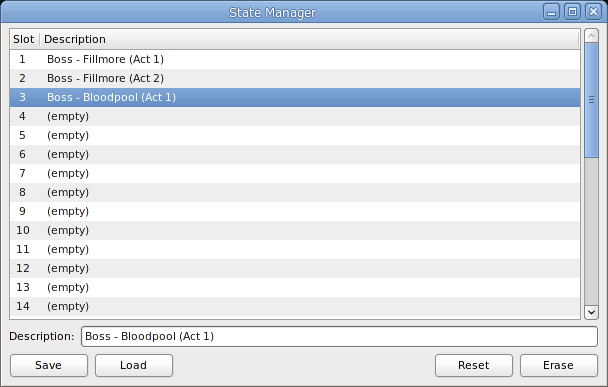 State Manager
Slot Description
1 Boss - Fillmore (Act 1)
2 Boss - Fillmore (Act 2)
3 Boss - Bloodpool (Act 1)
4 (empty)
5 (empty)
6 (empty)
7 (empty)
8 (empty)
9 (empty)
10 (empty)
11 (empty)
12 (empty)
13 (empty)
14 (empty)
Description: Boss - Bloodpool (Act 1)
Save Load Reset Erase